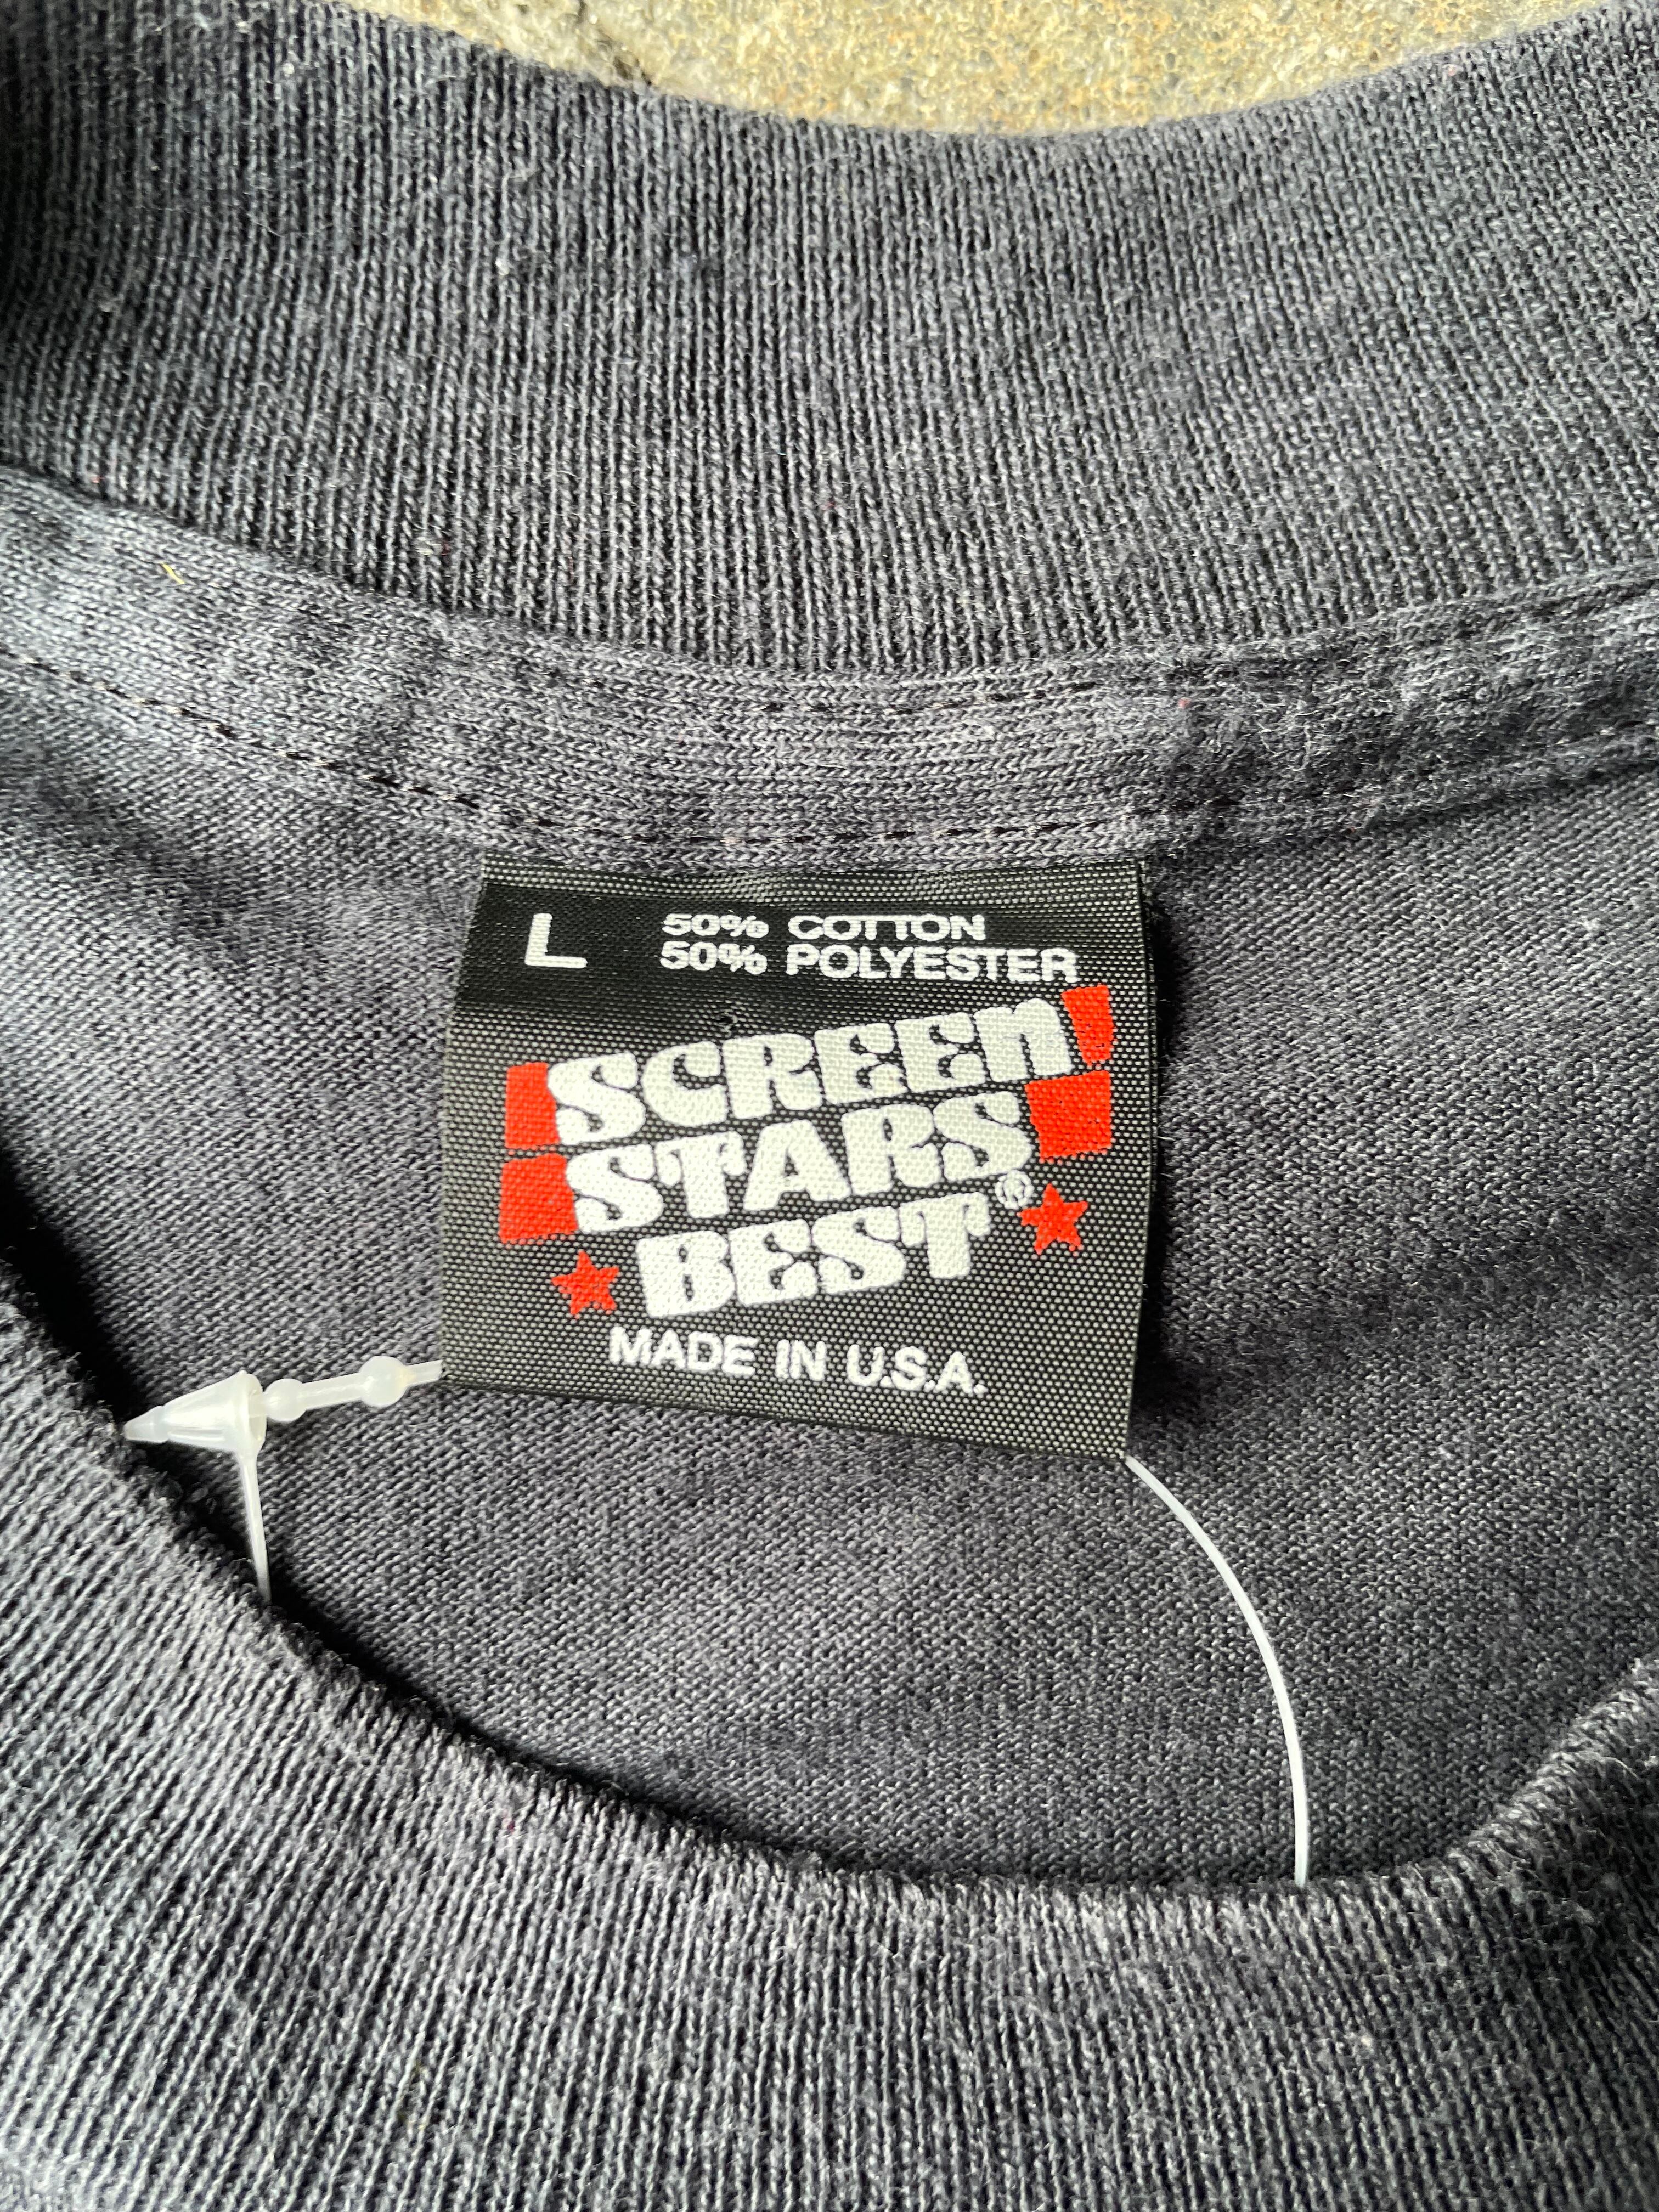 L 50% COTTON
50% POLYESTER
SCREEN
STARS
BEST®
MADE IN U.S.A.